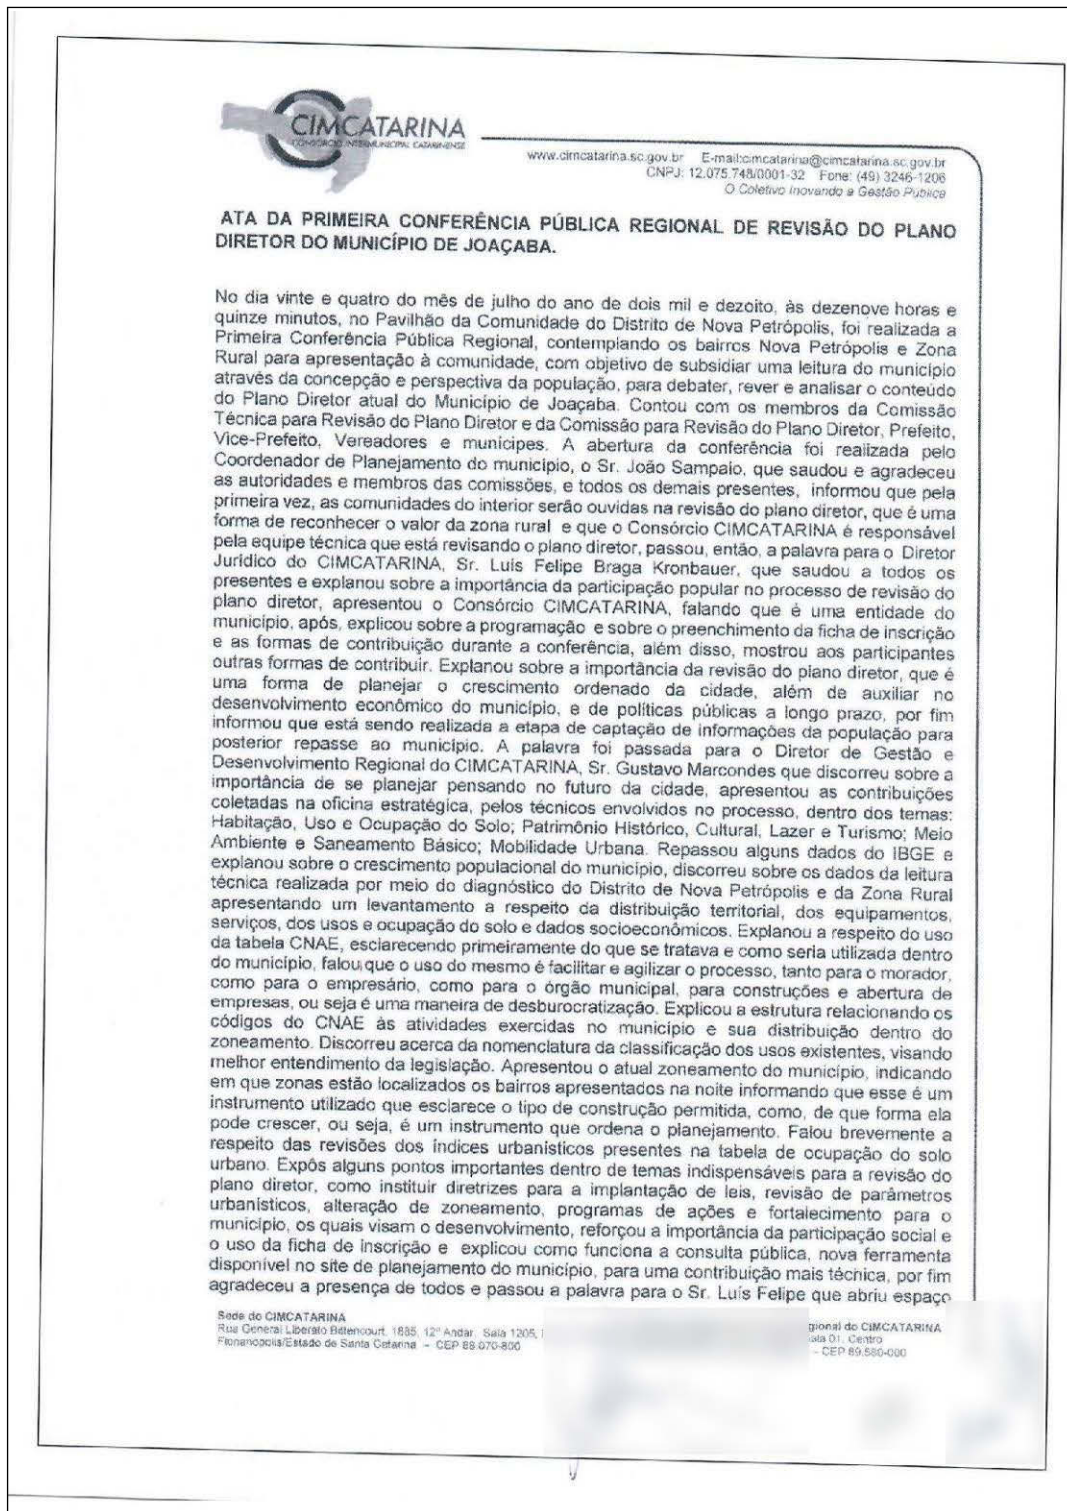 CIMCATARINA
CONSÓRCIO INTERMUNICIPAL CATARINENSE
www.cimcatarina.sc.gov.br E-mail:cimcatarina@cimcatarina.sc.gov.br
CNPJ: 12.075.748/0001-32 Fone: (49) 3246-1206
O Coletivo Inovando a Gestão Pública
ATA DA PRIMEIRA CONFERÊNCIA PÚBLICA REGIONAL DE REVISÃO DO PLANO
DIRETOR DO MUNICÍPIO DE JOAÇABA.
No dia vinte e quatro do mês de julho do ano de dois mil e dezoito, às dezenove horas e
quinze minutos, no Pavilhão da Comunidade do Distrito de Nova Petrópolis, foi realizada a
Primeira Conferência Pública Regional, contemplando os bairros Nova Petrópolis e Zona
Rural para apresentação à comunidade, com objetivo de subsidiar uma leitura do município
através da concepção e perspectiva da população, para debater, rever e analisar o conteúdo
do Plano Diretor atual do Município de Joaçaba. Contou com os membros da Comissão
Técnica para Revisão do Plano Diretor e da Comissão para Revisão do Plano Diretor, Prefeito,
Vice-Prefeito, Vereadores e munícipes. A abertura da conferência foi realizada pelo
Coordenador de Planejamento do município, o Sr. João Sampaio, que saudou e agradeceu
as autoridades e membros das comissões, e todos os demais presentes, informou que pela
primeira vez, as comunidades do interior serão ouvidas na revisão do plano diretor, que é uma
forma de reconhecer o valor da zona rural e que o Consórcio CIMCATARINA é responsável
pela equipe técnica que está revisando o plano diretor, passou, então, a palavra para o Diretor
Jurídico do CIMCATARINA, Sr. Luís Felipe Braga Kronbauer, que saudou a todos os
presentes e explanou sobre a importância da participação popular no processo de revisão do
plano diretor, apresentou o Consórcio CIMCATARINA, falando que é uma entidade do
município, após, explicou sobre a programação e sobre o preenchimento da ficha de inscrição
e as formas de contribuição durante a conferência, além disso, mostrou aos participantes
outras formas de contribuir. Explanou sobre a importância da revisão do plano diretor, que é
uma forma de planejar o crescimento ordenado da cidade, além de auxiliar no
desenvolvimento econômico do município, e de políticas públicas a longo prazo, por fim
informou que está sendo realizada a etapa de captação de informações da população para
posterior repasse ao município. A palavra foi passada para o Diretor de Gestão e
Desenvolvimento Regional do CIMCATARINA, Sr. Gustavo Marcondes que discorreu sobre a
importância de se planejar pensando no futuro da cidade, apresentou as contribuições
coletadas na oficina estratégica, pelos técnicos envolvidos no processo, dentro dos temas:
Habitação, Uso e Ocupação do Solo; Patrimônio Histórico, Cultural, Lazer e Turismo; Meio
Ambiente e Saneamento Básico; Mobilidade Urbana. Repassou alguns dados do IBGE e
explanou sobre o crescimento populacional do município, discorreu sobre os dados da leitura
técnica realizada por meio do diagnóstico do Distrito de Nova Petrópolis e da Zona Rural
apresentando um levantamento a respeito da distribuição territorial, dos equipamentos,
serviços, dos usos e ocupação do solo e dados socioeconômicos. Explanou a respeito do uso
da tabela CNAE, esclarecendo primeiramente do que se tratava e como seria utilizada dentro
do município, falou que o uso do mesmo é facilitar e agilizar o processo, tanto para o morador,
como para o empresário, como para o órgão municipal, para construções e abertura de
empresas, ou seja é uma maneira de desburocratização. Explicou a estrutura relacionando os
códigos do CNAE às atividades exercidas no município e sua distribuição dentro do
zoneamento. Discorreu acerca da nomenclatura da classificação dos usos existentes, visando
melhor entendimento da legislação. Apresentou o atual zoneamento do município, indicando
em que zonas estão localizados os bairros apresentados na noite informando que esse é um
instrumento utilizado que esclarece o tipo de construção permitida, como, de que forma ela
pode crescer, ou seja, é um instrumento que ordena o planejamento. Falou brevemente a
respeito das revisões dos índices urbanísticos presentes na tabela de ocupação do solo
urbano. Expôs alguns pontos importantes dentro de temas indispensáveis para a revisão do
plano diretor, como instituir diretrizes para a implantação de leis, revisão de parâmetros
urbanísticos, alteração de zoneamento, programas de ações e fortalecimento para o
município, os quais visam o desenvolvimento, reforçou a importância da participação social e
o uso da ficha de inscrição e explicou como funciona a consulta pública, nova ferramenta
disponível no site de planejamento do município, para uma contribuição mais técnica, por fim
agradeceu a presença de todos e passou a palavra para o Sr. Luís Felipe que abriu espaço
Sede do CIMCATARINA
Rua General Liberato Bittencourt, 1885, 12º Andar, Sala 1205,
Florianópolis/Estado de Santa Catarina – CEP 88.070-800
gional do CIMCATARINA
ala 01, Centro
– CEP 89.580-000